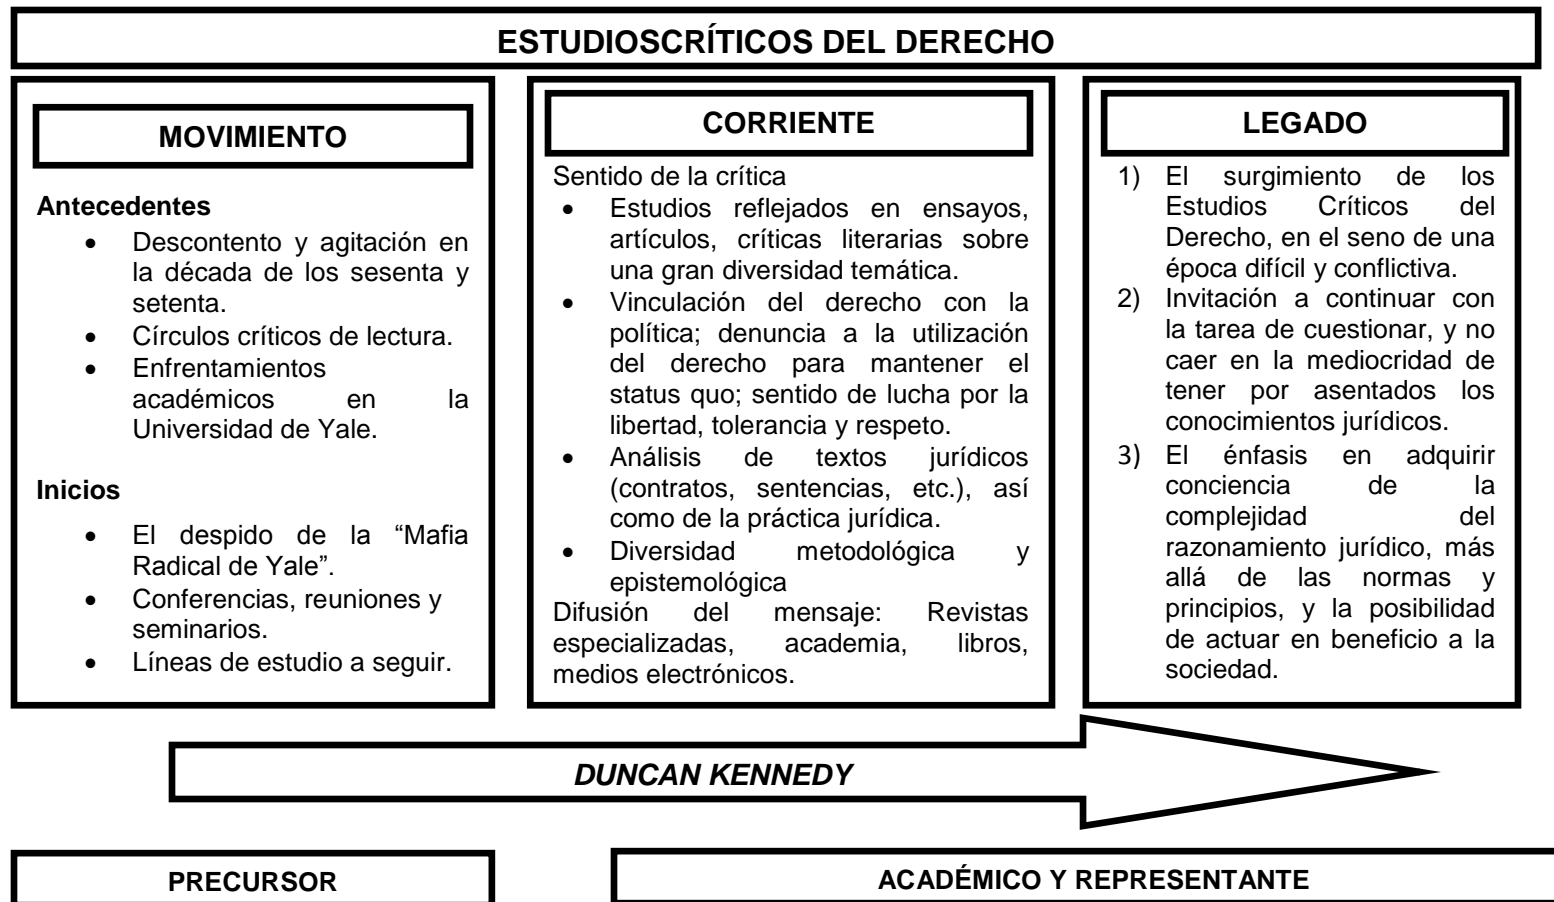 ESTUDIOSCRÍTICOS DEL DERECHO
MOVIMIENTO
Antecedentes
• Descontento y agitación en
la década de los sesenta y
setenta.
• Círculos críticos de lectura.
• Enfrentamientos
académicos en la
Universidad de Yale.
Inicios
• El despido de la “Mafia
Radical de Yale”.
• Conferencias, reuniones y
seminarios.
• Líneas de estudio a seguir.
CORRIENTE
Sentido de la crítica
• Estudios reflejados en ensayos,
artículos, críticas literarias sobre
una gran diversidad temática.
• Vinculación del derecho con la
política; denuncia a la utilización
del derecho para mantener el
status quo; sentido de lucha por la
libertad, tolerancia y respeto.
• Análisis de textos jurídicos
(contratos, sentencias, etc.), así
como de la práctica jurídica.
• Diversidad metodológica y
epistemológica
Difusión del mensaje: Revistas
especializadas, academia, libros,
medios electrónicos.
LEGADO
1) El surgimiento de los
Estudios Críticos del
Derecho, en el seno de una
época difícil y conflictiva.
2) Invitación a continuar con
la tarea de cuestionar, y no
caer en la mediocridad de
tener por asentados los
conocimientos jurídicos.
3) El énfasis en adquirir
conciencia de la
complejidad del
razonamiento jurídico, más
allá de las normas y
principios, y la posibilidad
de actuar en beneficio a la
sociedad.
DUNCAN KENNEDY
PRECURSOR
ACADÉMICO Y REPRESENTANTE